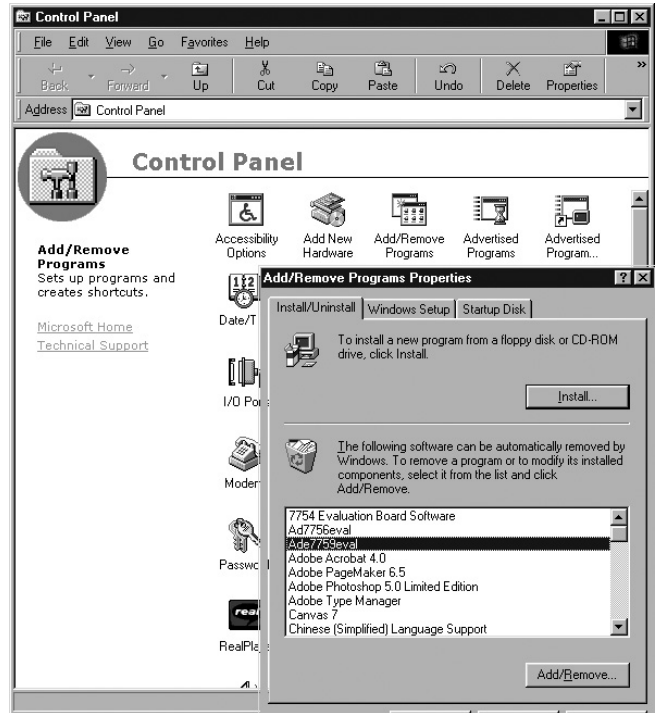 Control Panel
File Edit View Go Favorites Help
Back Forward Up Cut Copy Paste Undo Delete Properties »
Address Control Panel
Control Panel
Add/Remove
Programs
Sets up programs and
creates shortcuts.
Microsoft Home
Technical Support
Accessibility
Options
Add New
Hardware
Add/Remove
Programs
Advertised
Programs
Advertised
Program...
Date/T
I/O Por
Moder
Passwo
real
RealPla
Add/Remove Programs Properties
Install/Uninstall Windows Setup Startup Disk
To install a new program from a floppy disk or CD-ROM
drive, click Install.
Install...
The following software can be automatically removed by
Windows. To remove a program or to modify its installed
components, select it from the list and click
Add/Remove.
7754 Evaluation Board Software
Ad7756eval
Ade7759eval
Adobe Acrobat 4.0
Adobe PageMaker 6.5
Adobe Photoshop 5.0 Limited Edition
Adobe Type Manager
Canvas 7
Chinese (Simplified) Language Support
Add/Remove...